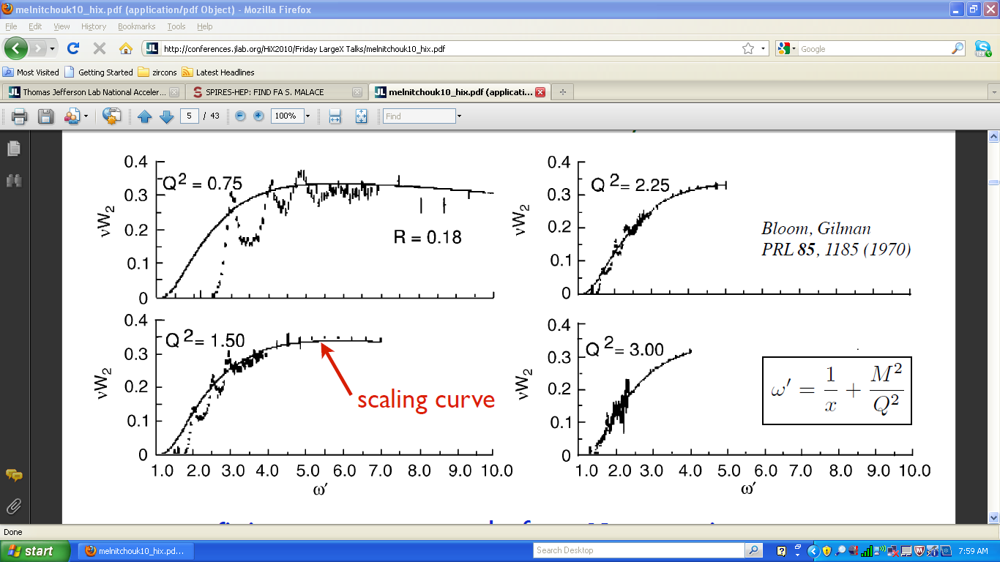 melnitchouk10_hix.pdf (application/pdf Object) - Mozilla Firefox
File Edit View History Bookmarks Tools Help
http://conferences.jlab.org/HiX2010/Friday LargeX Talks/melnitchouk10_hix.pdf
Google
Most Visited Getting Started zircons Latest Headlines
Thomas Jefferson Lab National Acceler... SPIRES-HEP: FIND FA S. MALACE melnitchouk10_hix.pdf (applicati...
5 / 43 100% Find
0.4
0.3
0.2
0.1
0
νW2
Q² = 0.75
R = 0.18
0.4
0.3
0.2
0.1
0
νW2
Q² = 2.25
Bloom, Gilman
PRL 85, 1185 (1970)
0.4
0.3
0.2
0.1
0
νW2
Q² = 1.50
scaling curve
1.0 2.0 3.0 4.0 5.0 6.0 7.0 8.0 9.0 10.0
ω′
0.4
0.3
0.2
0.1
0
νW2
Q² = 3.00
1.0 2.0 3.0 4.0 5.0 6.0 7.0 8.0 9.0 10.0
ω′
ω′ = 1/x + M²/Q²
Done
start melnitchouk10_hix.pd... Search Desktop 7:59 AM